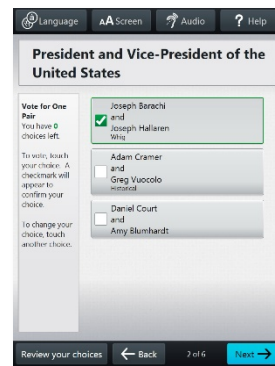 Language AA Screen Audio ? Help
President and Vice-President of the
United States
Vote for One
Pair
You have 0
choices left.
To vote, touch
your choice. A
checkmark will
appear to
confirm your
choice.
To change your
choice, touch
another choice.
Joseph Barachi
and
Joseph Hallaren
Whig
Adam Cramer
and
Greg Vuocolo
Historical
Daniel Court
and
Amy Blumhardt
Review your choices ← Back 2 of 6 Next →